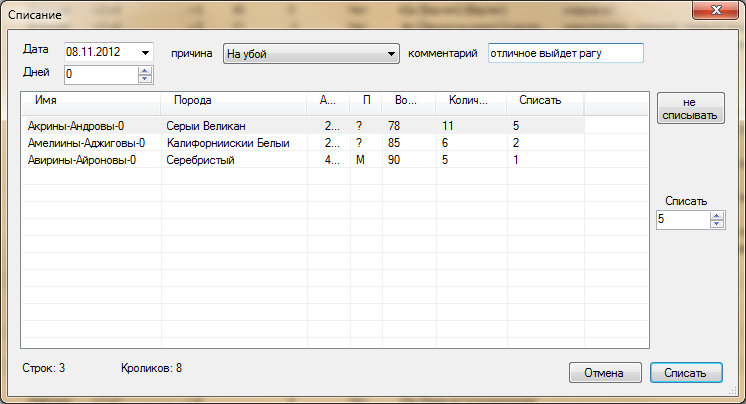 Списание
Дата 08.11.2012 причина На убой комментарий отличное выйдет рагу
Дней 0
Имя Порода А... П Во... Колич... Списать
Акрины-Андровы-0 Серыи Великан 2... ? 78 11 5
Амелиины-Аджиговы-0 Калифорниискии Белыи 2... ? 85 6 2
Авирины-Айроновы-0 Серебристый 4... М 90 5 1
не
списывать
Списать
5
Строк: 3 Кроликов: 8
Отмена Списать